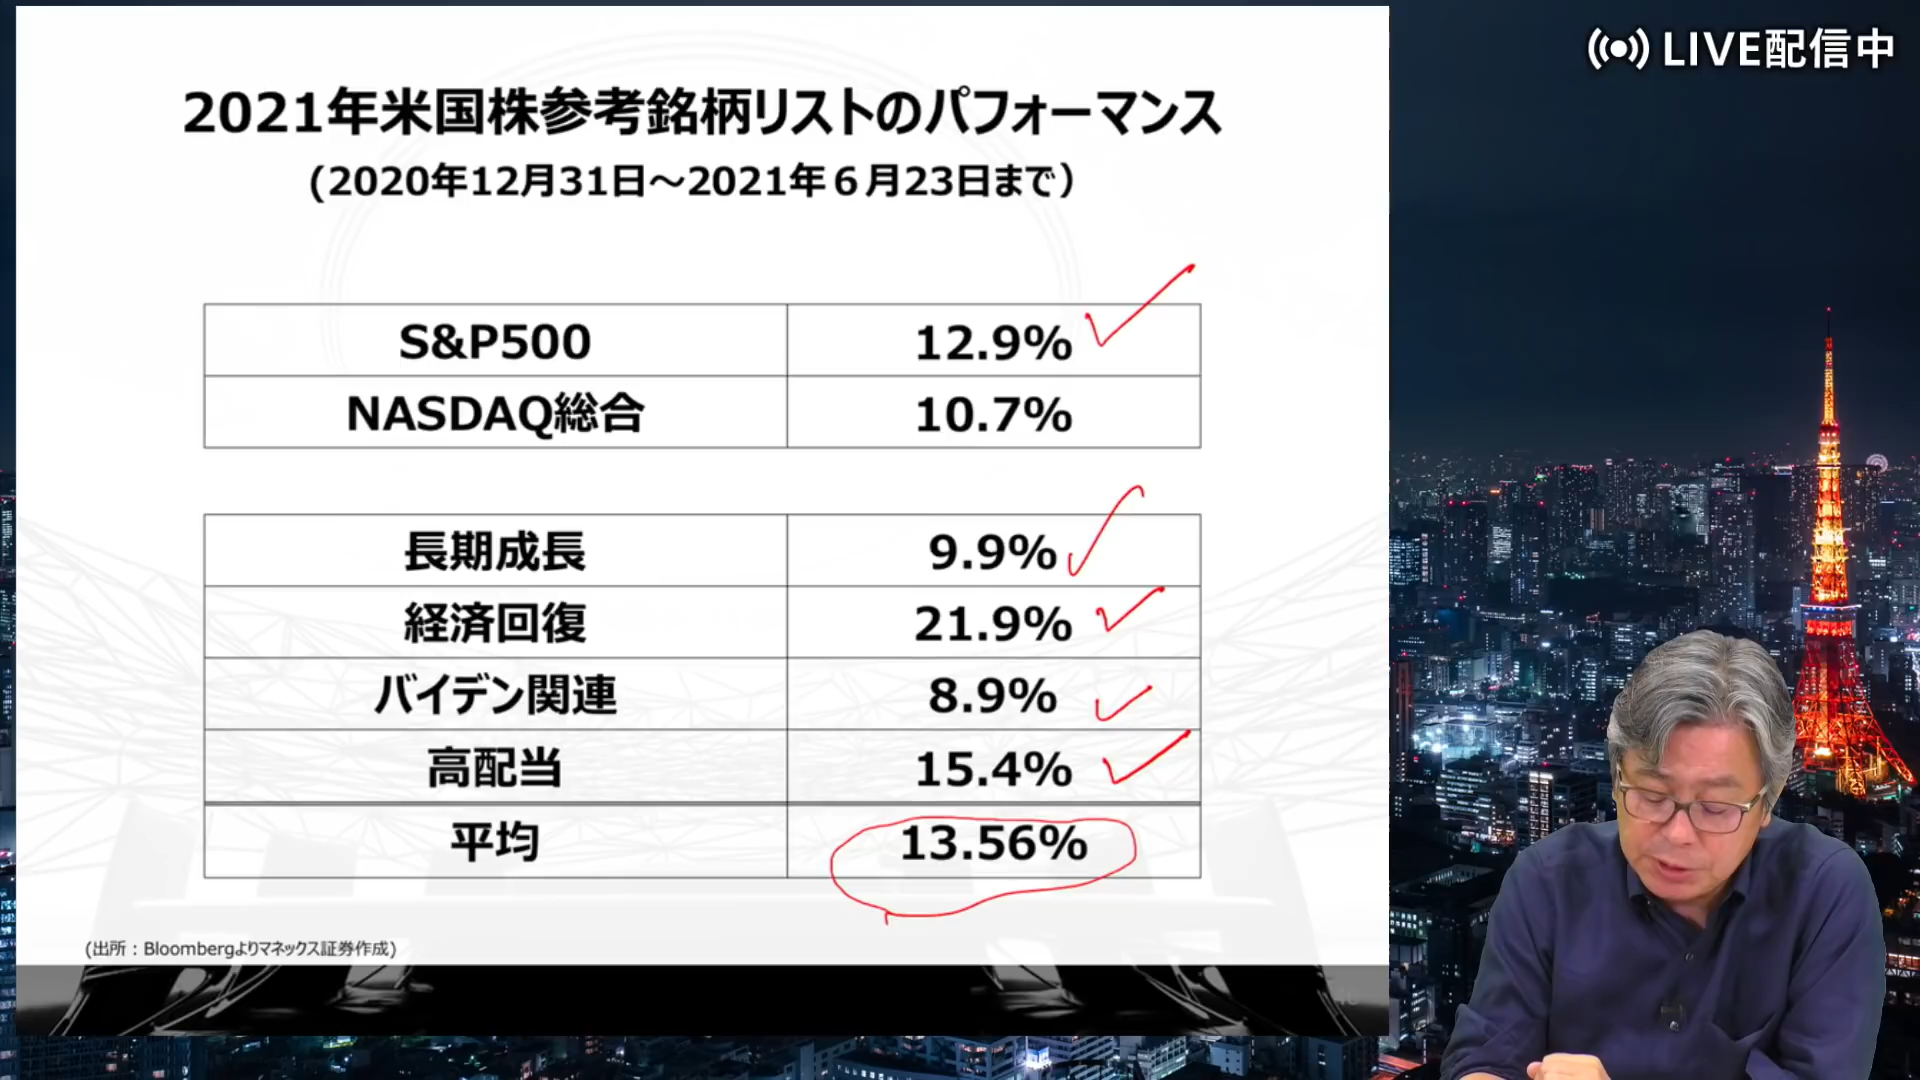 2021年米国株参考銘柄リストのパフォーマンス
(2020年12月31日～2021年６月23日まで）
LIVE配信中
S&P500 12.9%
NASDAQ総合 10.7%
長期成長 9.9%
経済回復 21.9%
バイデン関連 8.9%
高配当 15.4%
平均 13.56%
(出所：Bloombergよりマネックス証券作成)